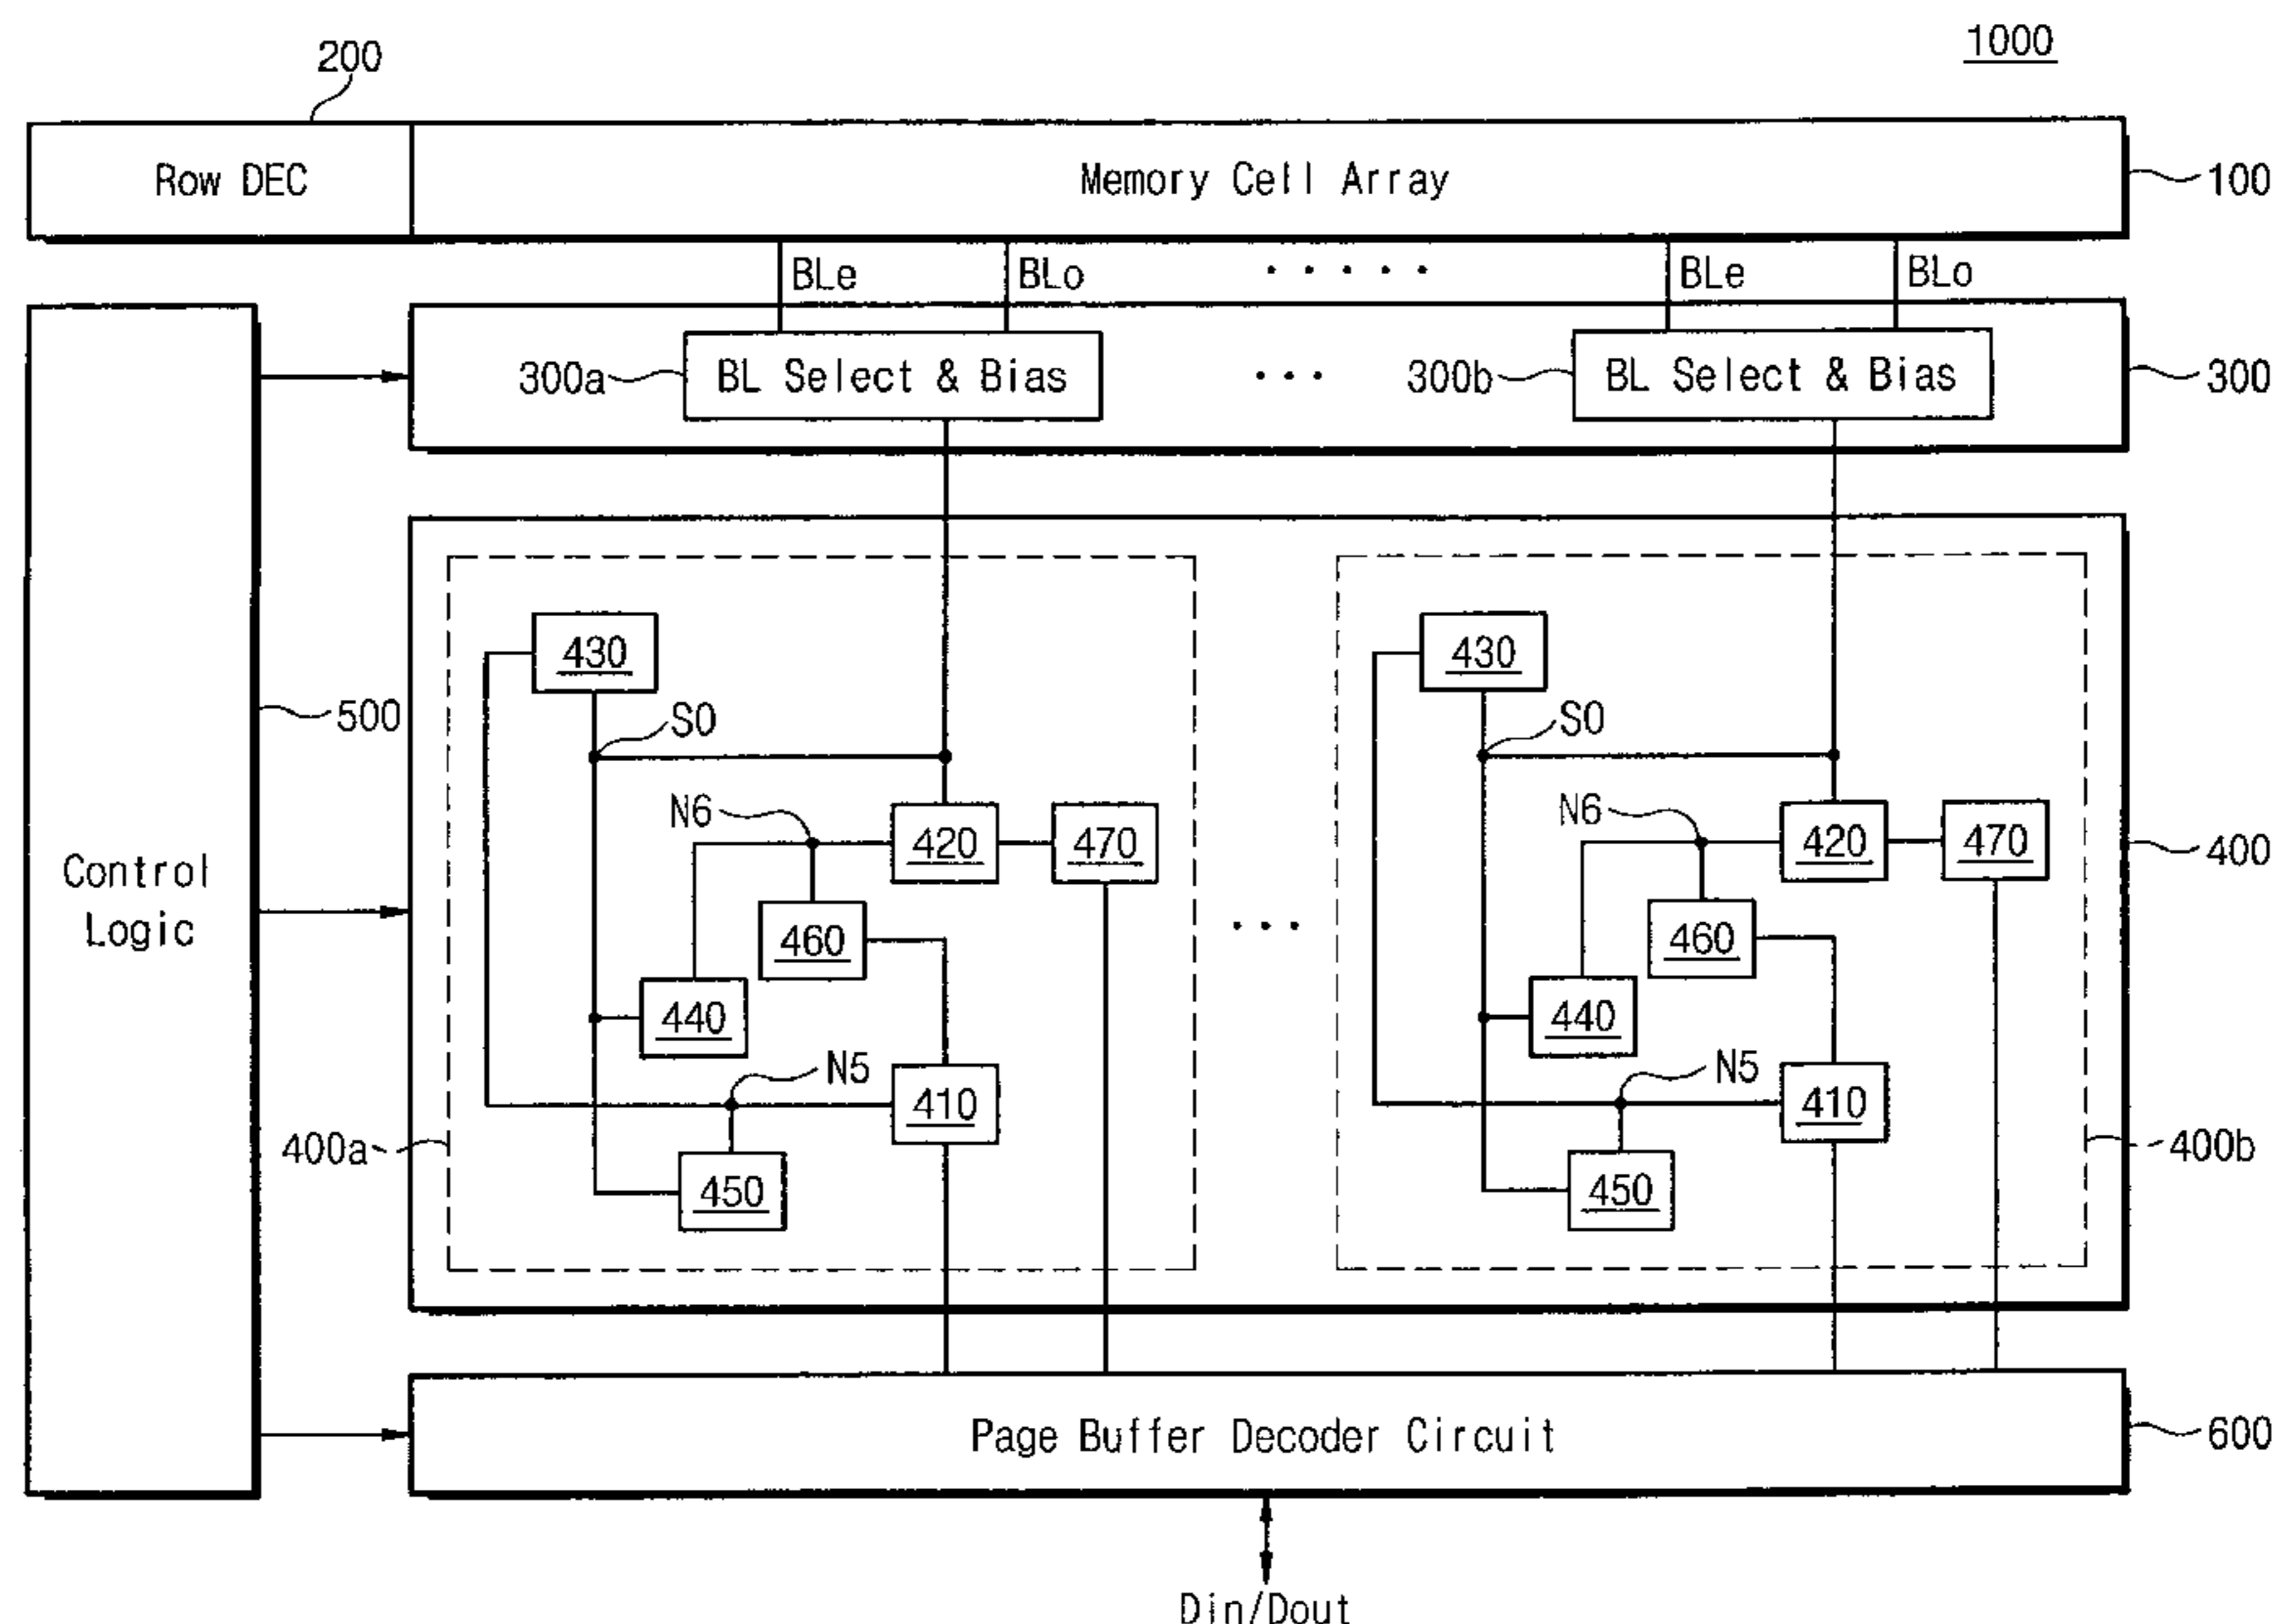 1000
200
Row DEC
Memory Cell Array
100
BLe
BLo
· · · · ·
BLe
BLo
300a
BL Select & Bias
· · ·
300b
BL Select & Bias
300
430
430
500
SO
SO
N6
420
470
N6
420
470
400
Control
Logic
460
· · ·
460
440
440
N5
410
N5
410
400a
450
450
400b
Page Buffer Decoder Circuit
600
Din/Dout